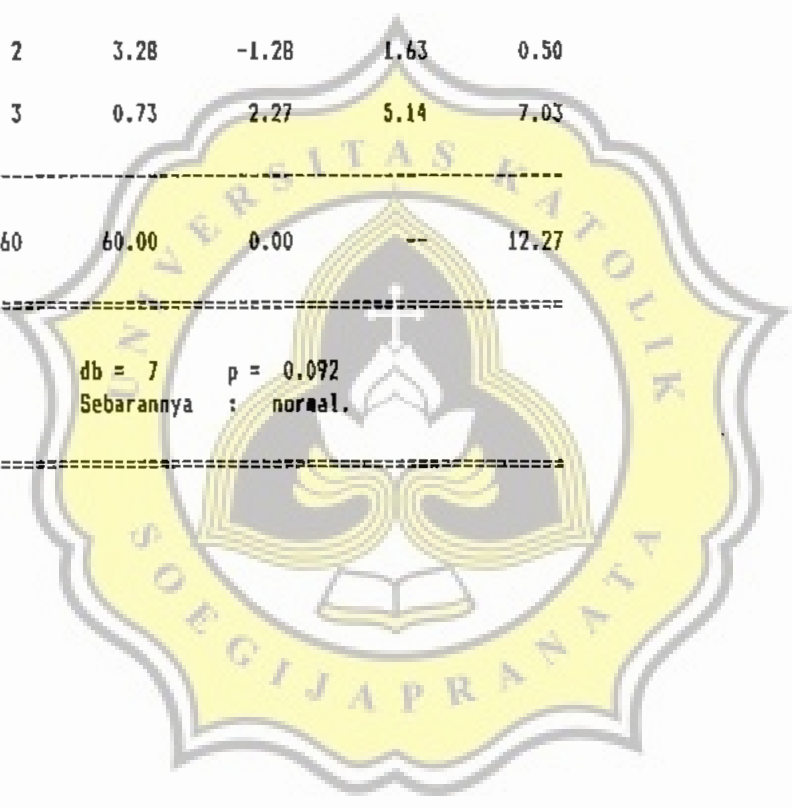 2 3.28 -1.28 1.63 0.50
3 0.73 2.27 5.14 7.03
60 60.00 0.00 -- 12.27
db = 7 p = 0.092
Sebarannya : normal.
UNIVERSITAS KATOLIK
SOEGIJAPRANATA